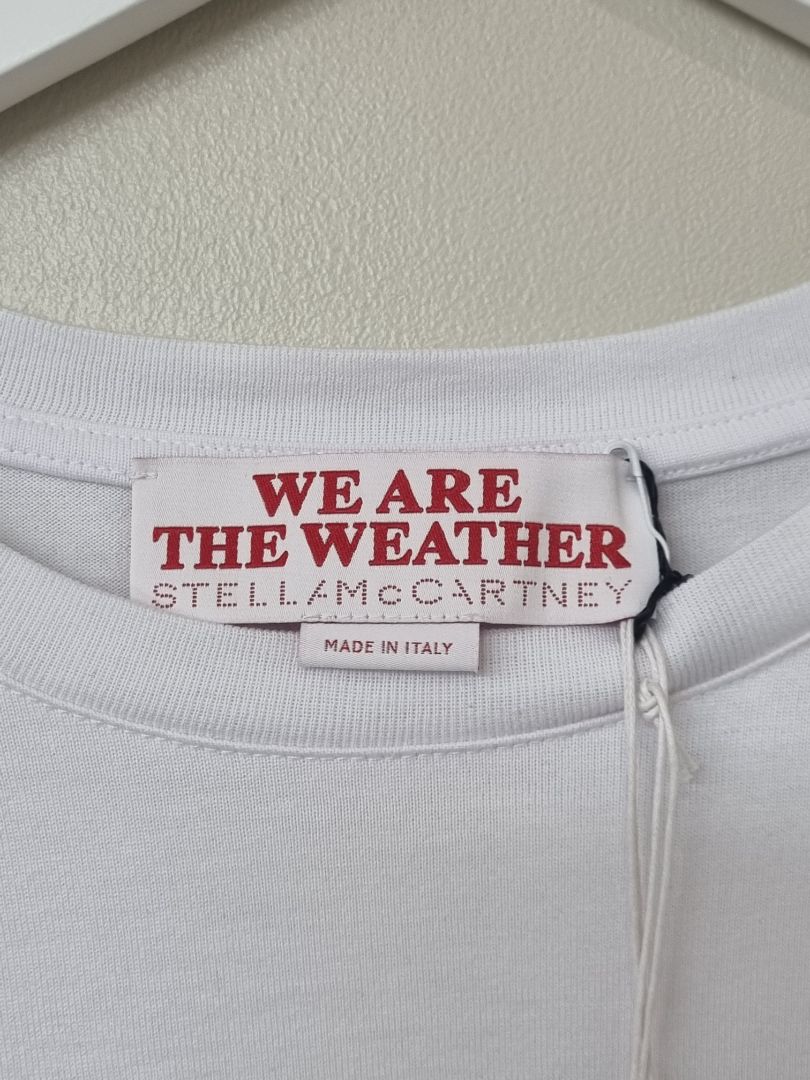 WE ARE
THE WEATHER
STELLA McCARTNEY
MADE IN ITALY